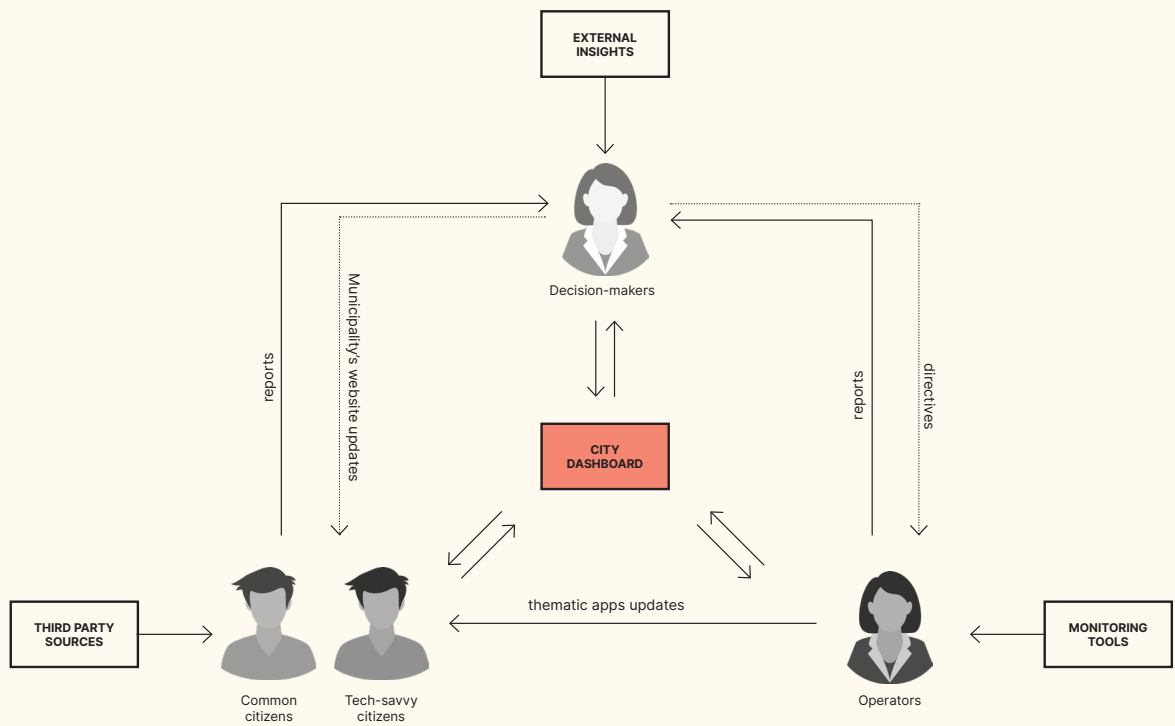 EXTERNAL
INSIGHTS
Decision-makers
reports
Municipality's website updates
reports
directives
CITY
DASHBOARD
thematic apps updates
THIRD PARTY
SOURCES
MONITORING
TOOLS
Common
citizens
Tech-savvy
citizens
Operators